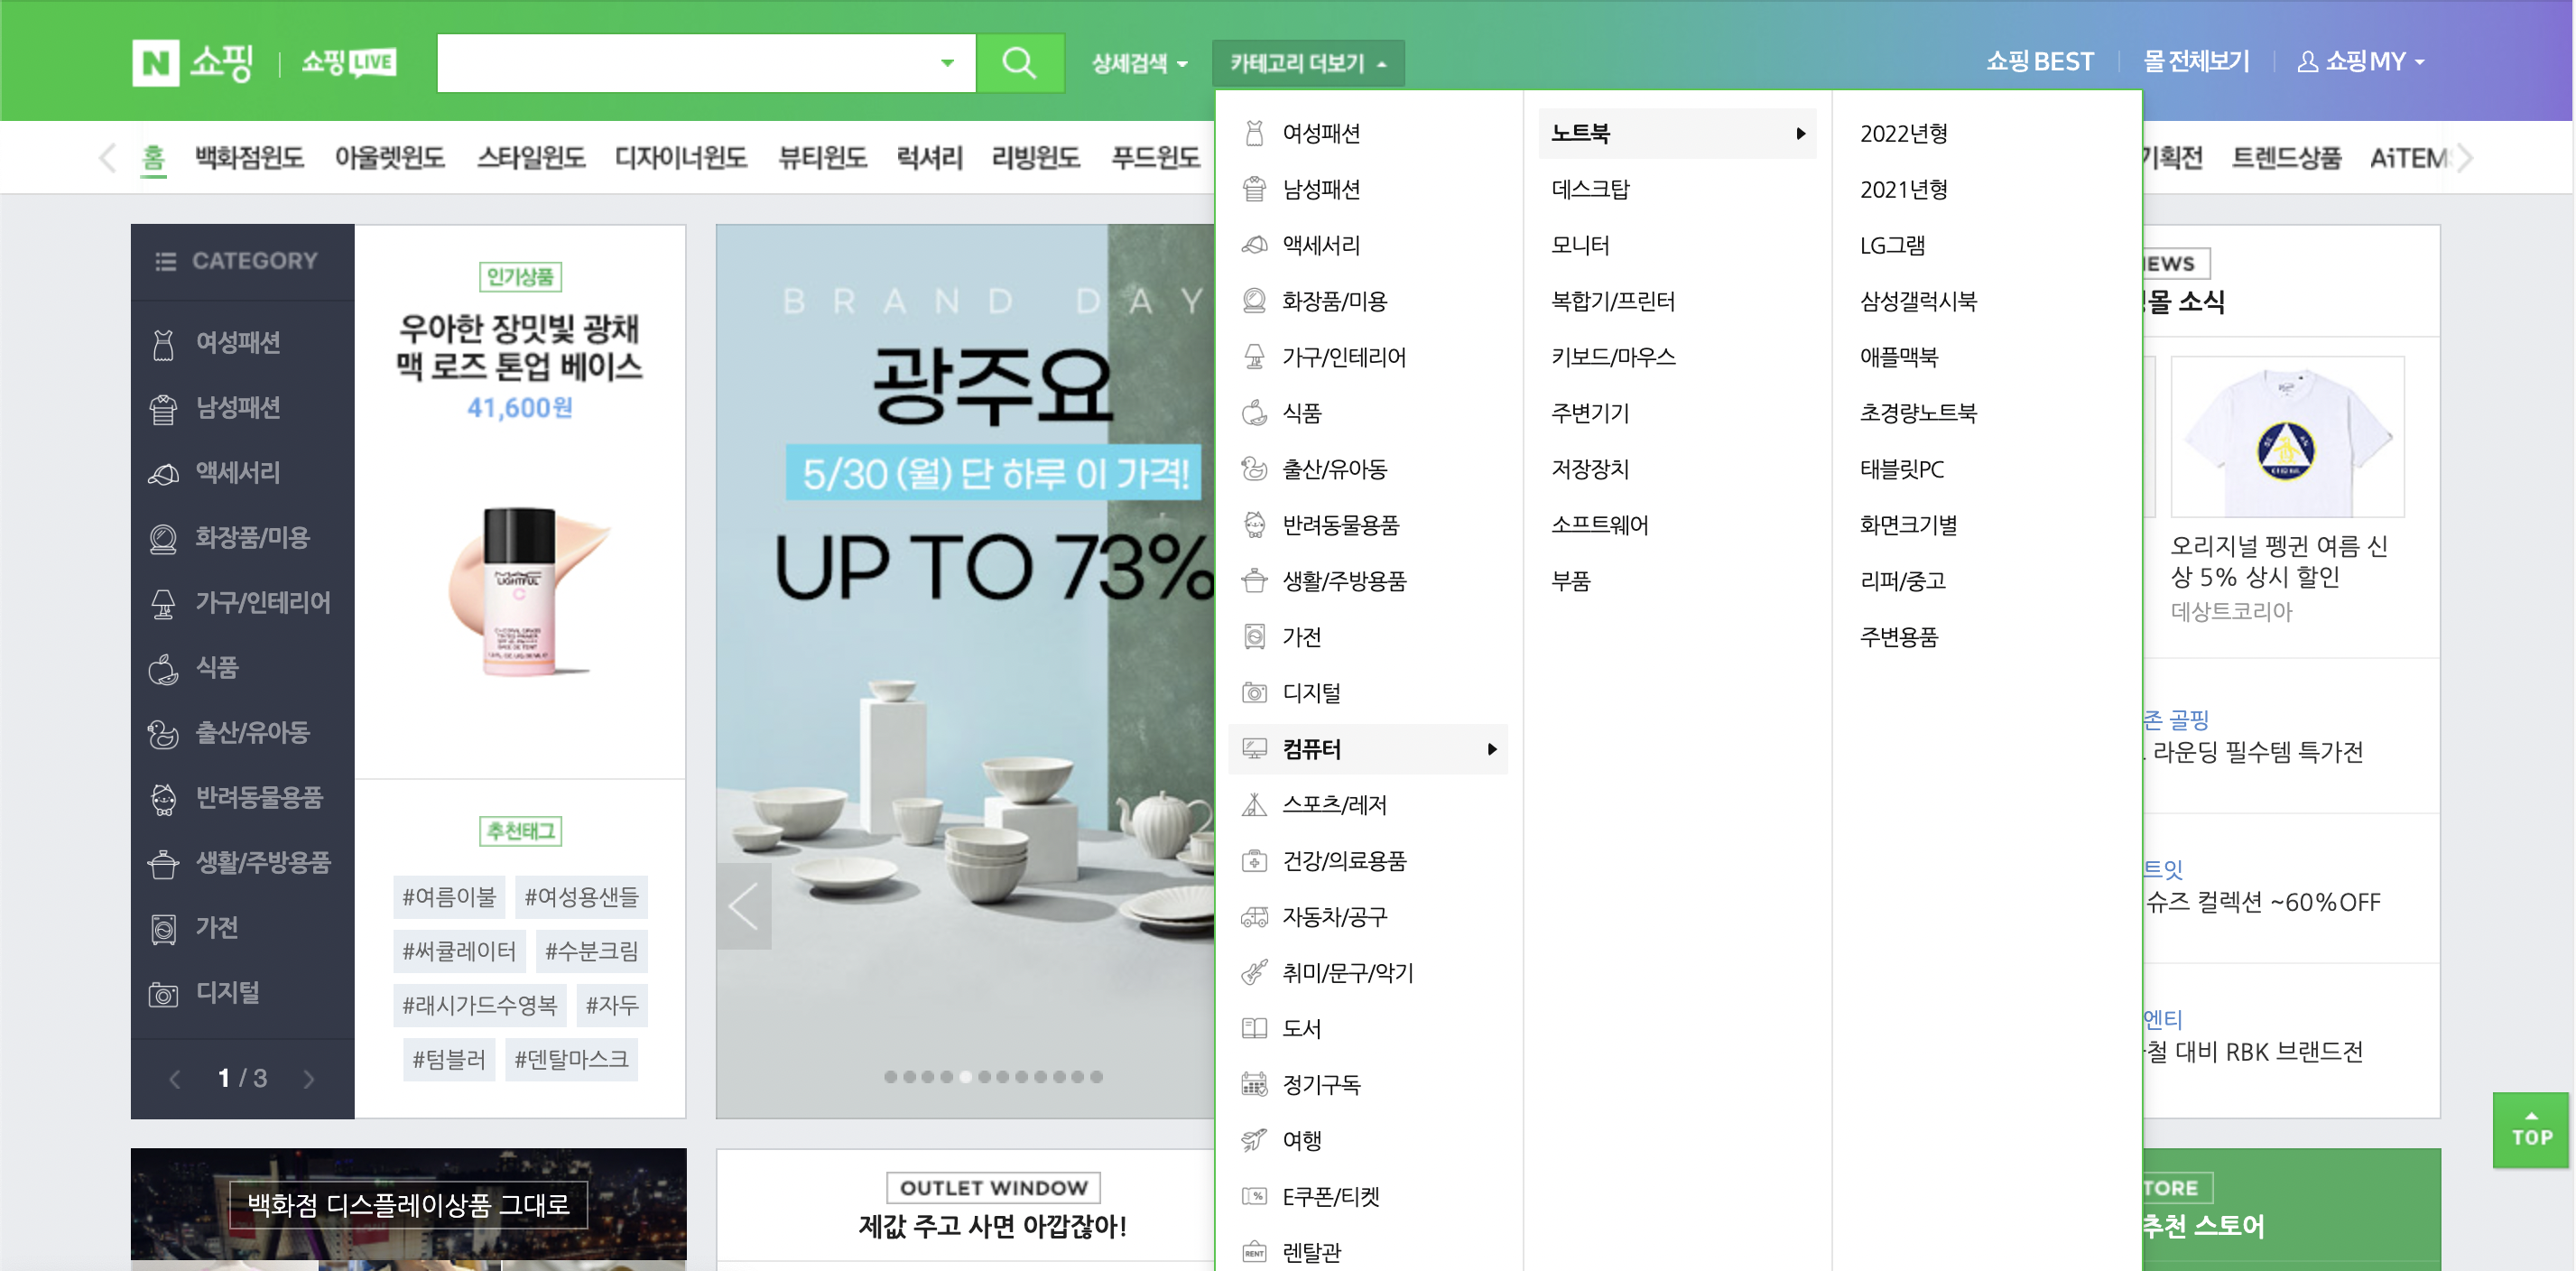 N 쇼핑
쇼핑 LIVE
상세검색
카테고리 더보기
쇼핑 BEST
몰 전체보기
쇼핑 MY
홈
백화점윈도
아울렛윈도
스타일윈도
디자이너윈도
뷰티윈도
럭셔리
리빙윈도
푸드윈도
기획전
트렌드상품
AiTEM
CATEGORY
여성패션
남성패션
액세서리
화장품/미용
가구/인테리어
식품
출산/유아동
반려동물용품
생활/주방용품
가전
디지털
1 / 3
인기상품
우아한 장밋빛 광채
맥 로즈 톤업 베이스
41,600원
MAC
LIGHTFUL
C
추천태그
#여름이불 #여성용샌들
#써큘레이터 #수분크림
#래시가드수영복 #자두
#텀블러 #덴탈마스크
BRAND DAY
광주요
5/30 (월) 단 하루 이 가격!
UP TO 73%
여성패션
남성패션
액세서리
화장품/미용
가구/인테리어
식품
출산/유아동
반려동물용품
생활/주방용품
가전
디지털
컴퓨터
스포츠/레저
건강/의료용품
자동차/공구
취미/문구/악기
도서
정기구독
여행
E쿠폰/티켓
RENT 렌탈관
노트북
데스크탑
모니터
복합기/프린터
키보드/마우스
주변기기
저장장치
소프트웨어
부품
2022년형
2021년형
LG그램
삼성갤럭시북
애플맥북
초경량노트북
태블릿PC
화면크기별
리퍼/중고
주변용품
EWS
몰 소식
오리지널 펭귄 여름 신
상 5% 상시 할인
데상트코리아
존 골핑
라운딩 필수템 특가전
트잇
슈즈 컬렉션 ~60%OFF
엔티
철 대비 RBK 브랜드전
TOP
백화점 디스플레이상품 그대로
OUTLET WINDOW
제값 주고 사면 아깝잖아!
TORE
추천 스토어